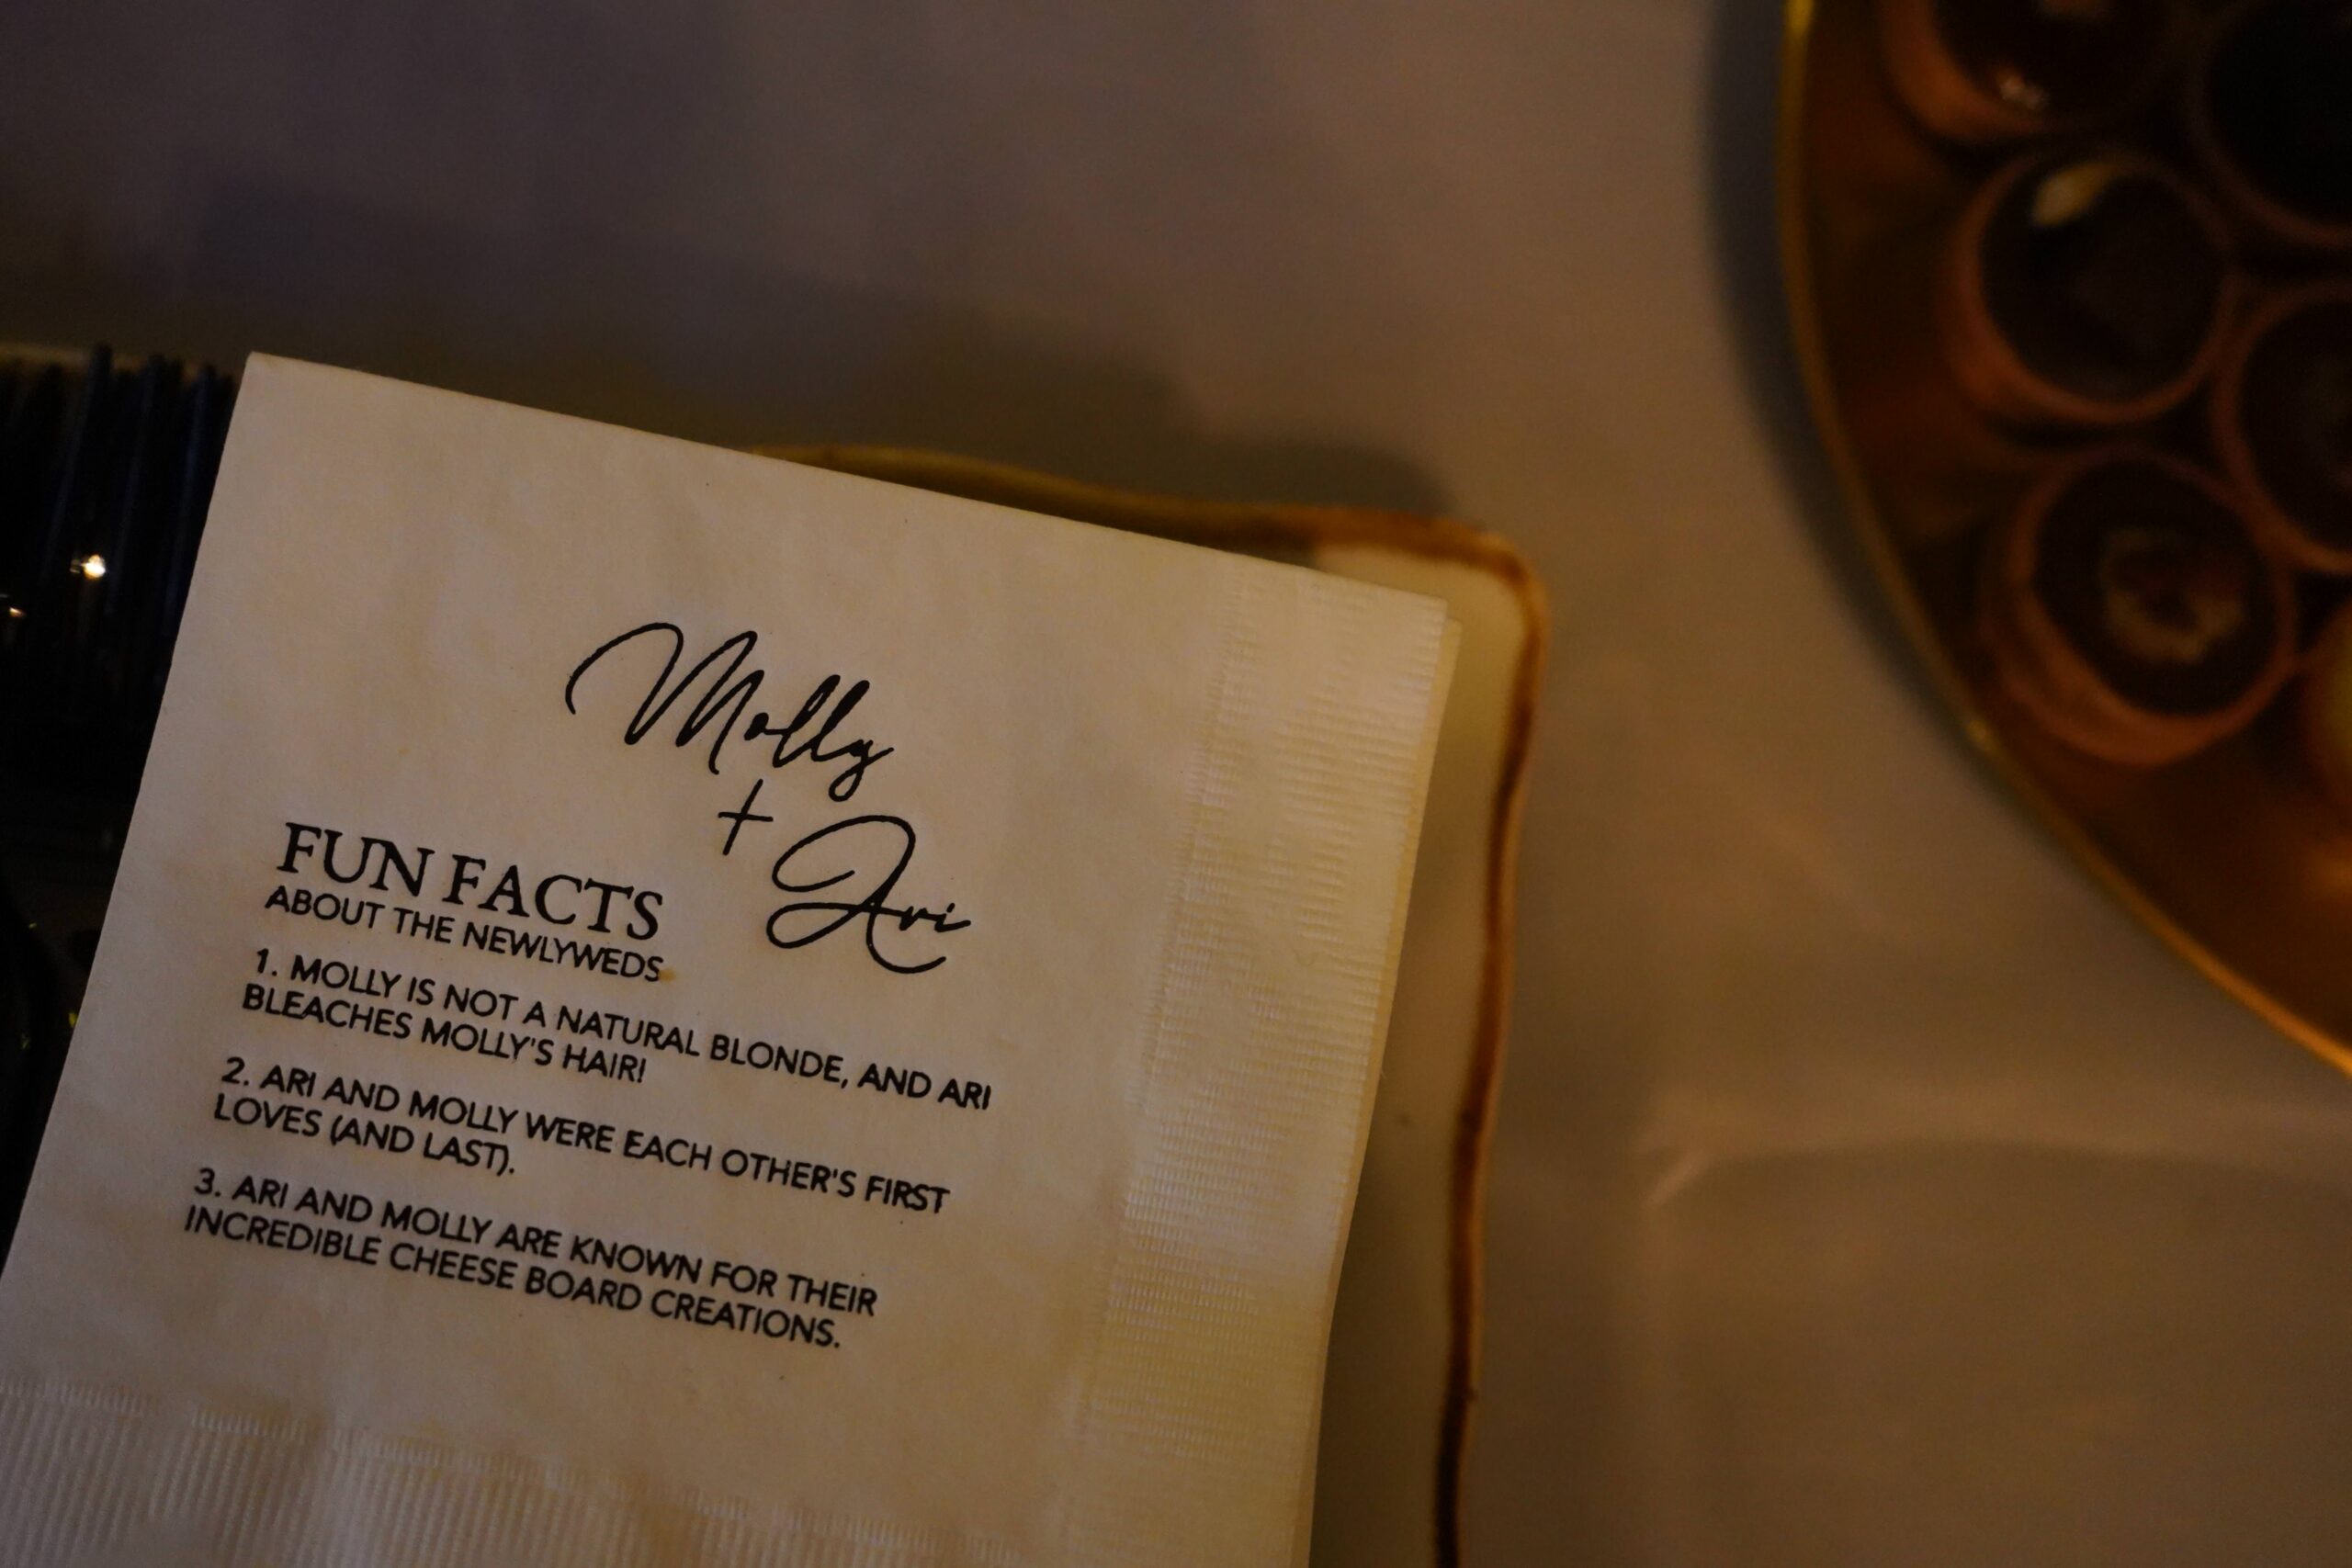 Molly
+ Ari
FUN FACTS
ABOUT THE NEWLYWEDS
1. MOLLY IS NOT A NATURAL BLONDE, AND ARI
BLEACHES MOLLY'S HAIR!
2. ARI AND MOLLY WERE EACH OTHER'S FIRST
LOVES (AND LAST).
3. ARI AND MOLLY ARE KNOWN FOR THEIR
INCREDIBLE CHEESE BOARD CREATIONS.